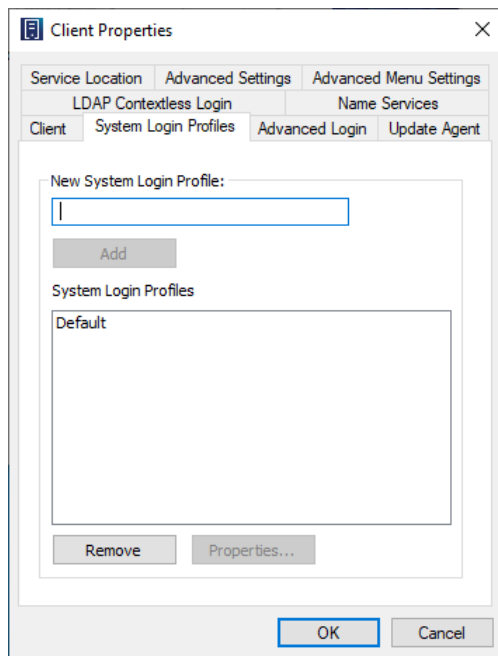 Client Properties
Service Location Advanced Settings Advanced Menu Settings
LDAP Contextless Login Name Services
Client System Login Profiles Advanced Login Update Agent
New System Login Profile:
Add
System Login Profiles
Default
Remove Properties...
OK Cancel